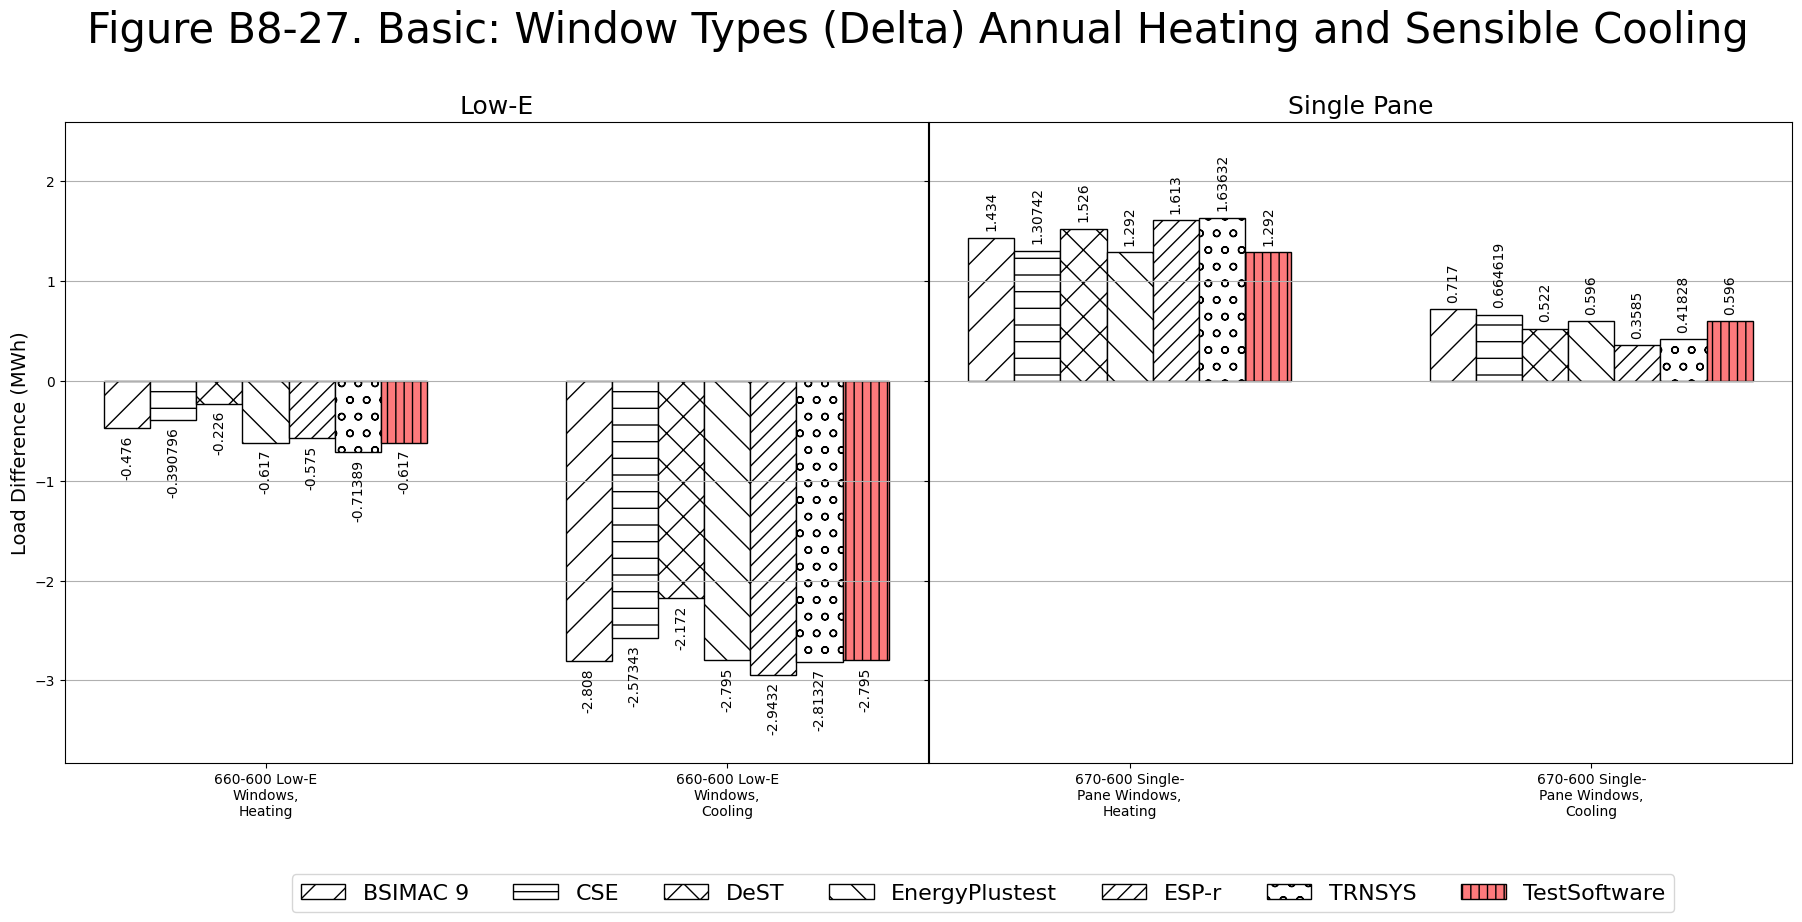 Figure B8-27. Basic: Window Types (Delta) Annual Heating and Sensible Cooling
Low-E
Single Pane
Load Difference (MWh)
2
1
0
−1
−2
−3
-0.476
-0.390796
-0.226
-0.617
-0.575
-0.71389
-0.617
-2.808
-2.57343
-2.172
-2.795
-2.9432
-2.81327
-2.795
1.434
1.30742
1.526
1.292
1.613
1.63632
1.292
0.717
0.664619
0.522
0.596
0.3585
0.41828
0.596
660-600 Low-E
Windows,
Heating
660-600 Low-E
Windows,
Cooling
670-600 Single-
Pane Windows,
Heating
670-600 Single-
Pane Windows,
Cooling
BSIMAC 9
CSE
DeST
EnergyPlustest
ESP-r
TRNSYS
TestSoftware